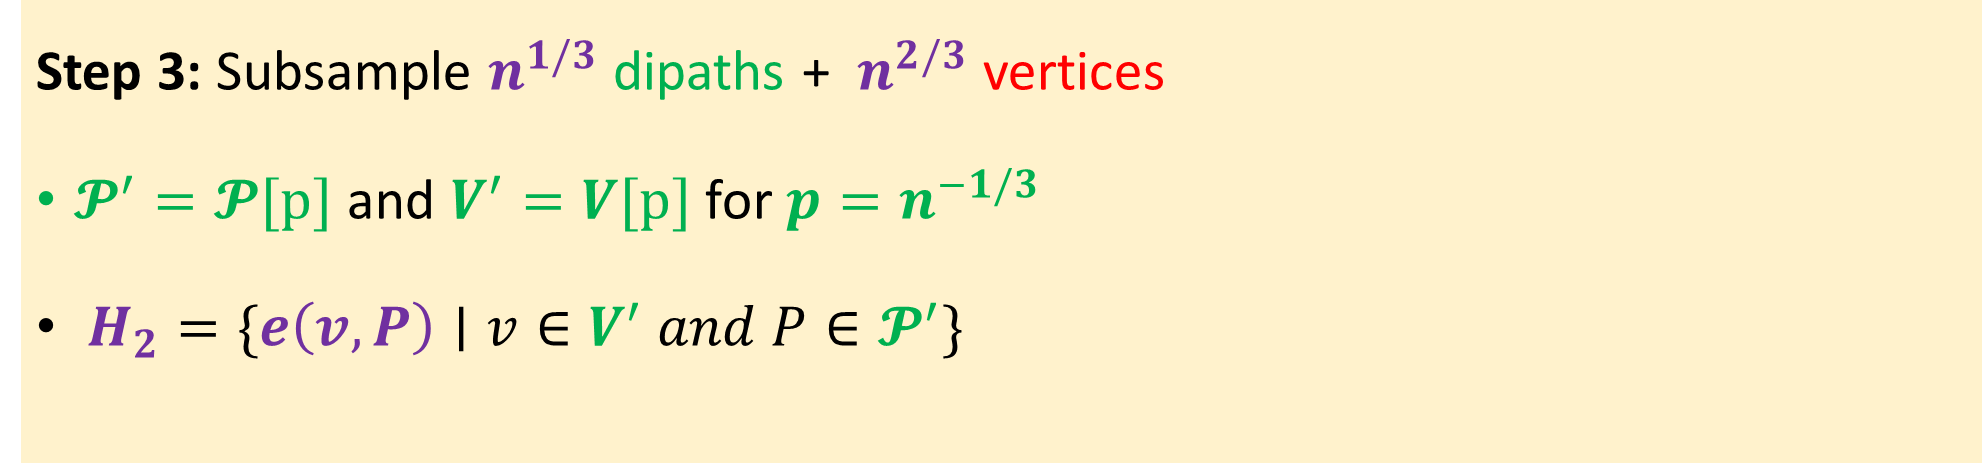 Step 3: Subsample n^{1/3} dipaths + n^{2/3} vertices
• 𝒫′ = 𝒫[p] and V′ = V[p] for p = n^{−1/3}
• H₂ = {e(v, P) | v ∈ V′ and P ∈ 𝒫′}